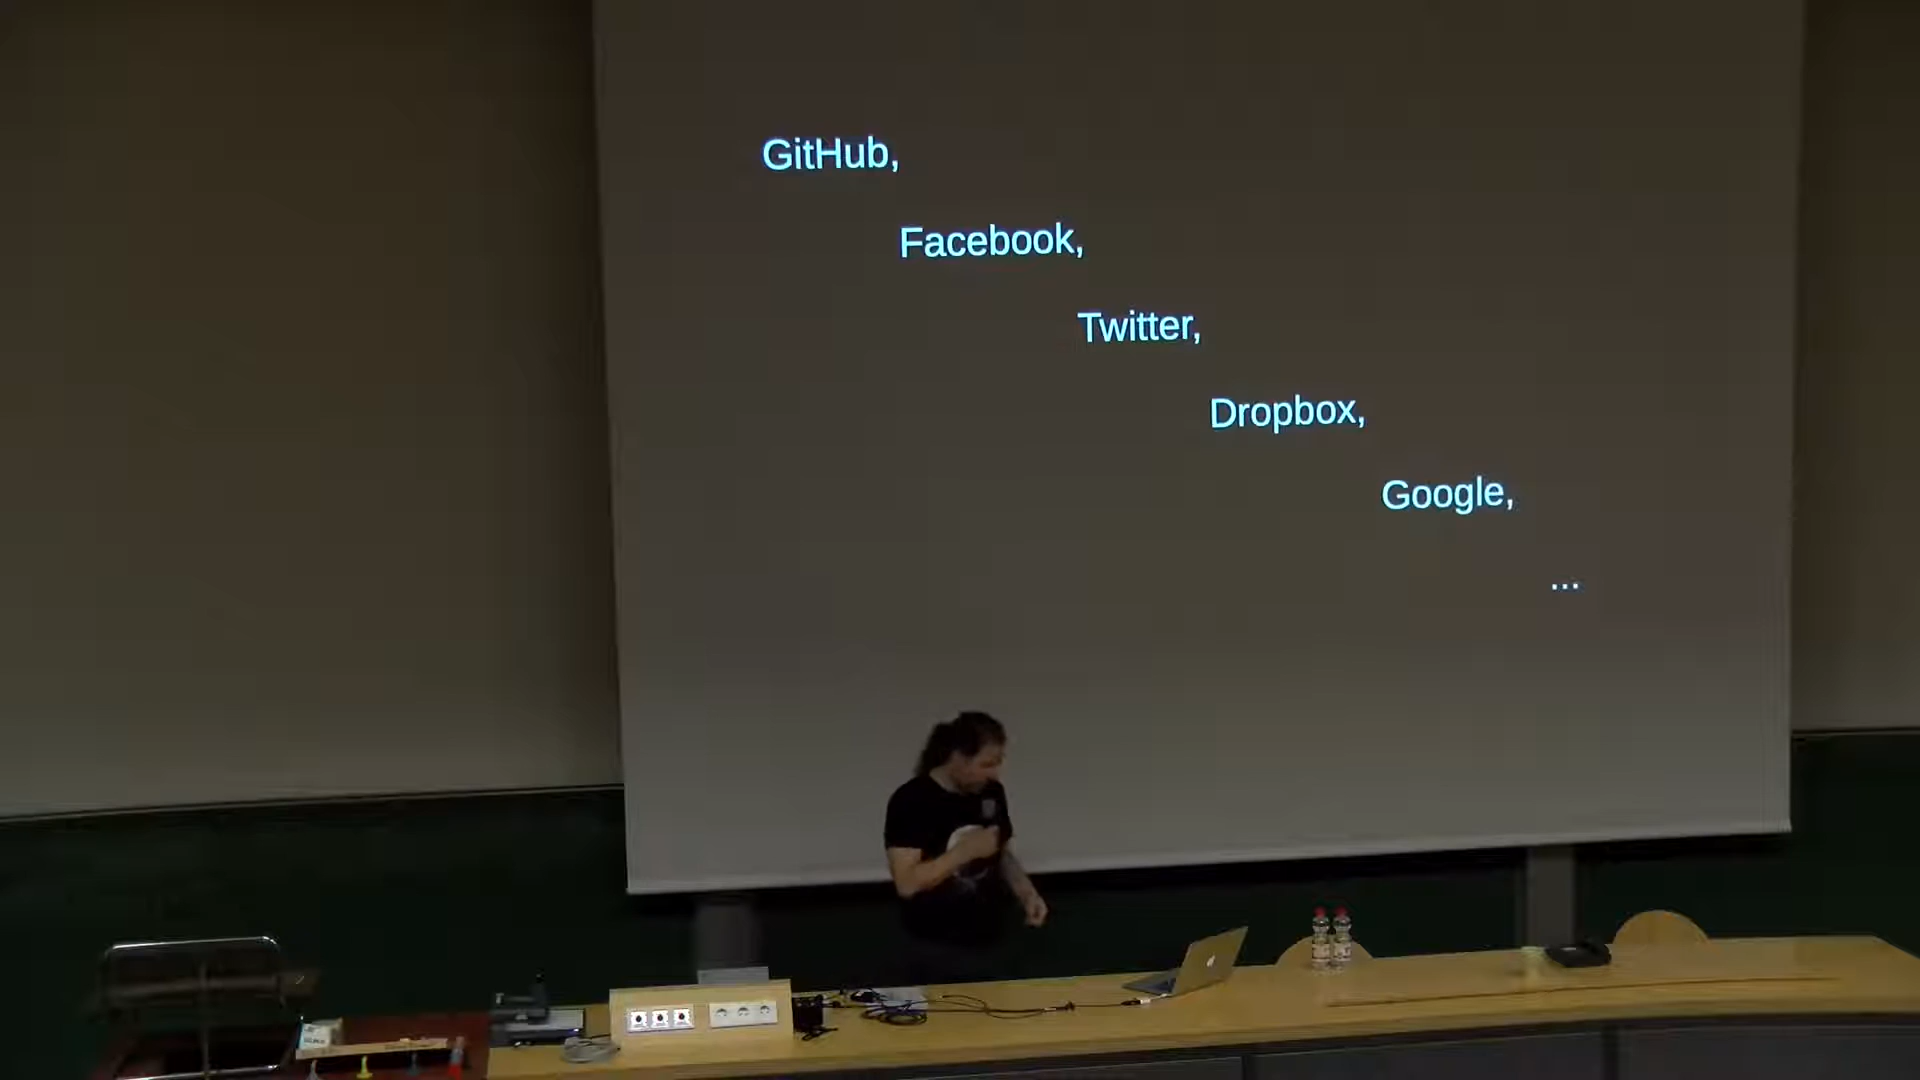 GitHub,
Facebook,
Twitter,
Dropbox,
Google,
...